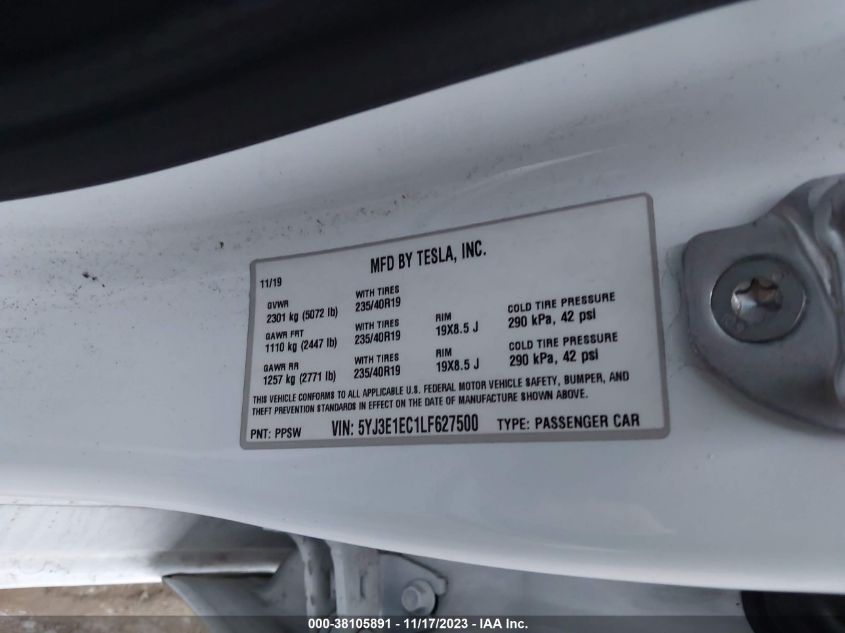 MFD BY TESLA, INC.
11/19
GVWR WITH TIRES
2301 kg (5072 lb) 235/40R19
GAWR FRT WITH TIRES RIM COLD TIRE PRESSURE
1110 kg (2447 lb) 235/40R19 19X8.5 J 290 kPa, 42 psi
GAWR RR WITH TIRES RIM COLD TIRE PRESSURE
1257 kg (2771 lb) 235/40R19 19X8.5 J 290 kPa, 42 psi
THIS VEHICLE CONFORMS TO ALL APPLICABLE U.S. FEDERAL MOTOR VEHICLE SAFETY, BUMPER, AND
THEFT PREVENTION STANDARDS IN EFFECT ON THE DATE OF MANUFACTURE SHOWN ABOVE.
PNT: PPSW VIN: 5YJ3E1EC1LF627500 TYPE: PASSENGER CAR
000-38105891 - 11/17/2023 - IAA Inc.